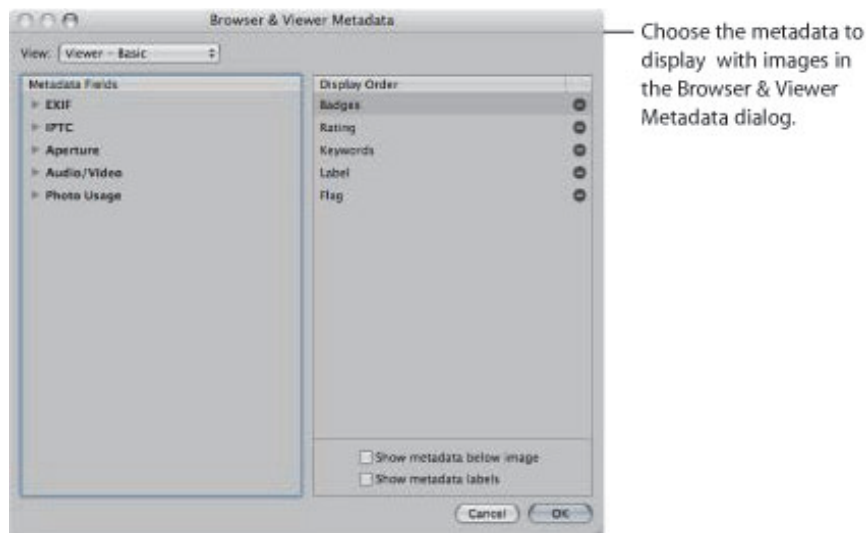 Browser & Viewer Metadata
View: Viewer – Basic
Metadata Fields
EXIF
IPTC
Aperture
Audio/Video
Photo Usage
Display Order
Badges
Rating
Keywords
Label
Flag
Show metadata below image
Show metadata labels
Cancel
OK
Choose the metadata to
display with images in
the Browser & Viewer
Metadata dialog.